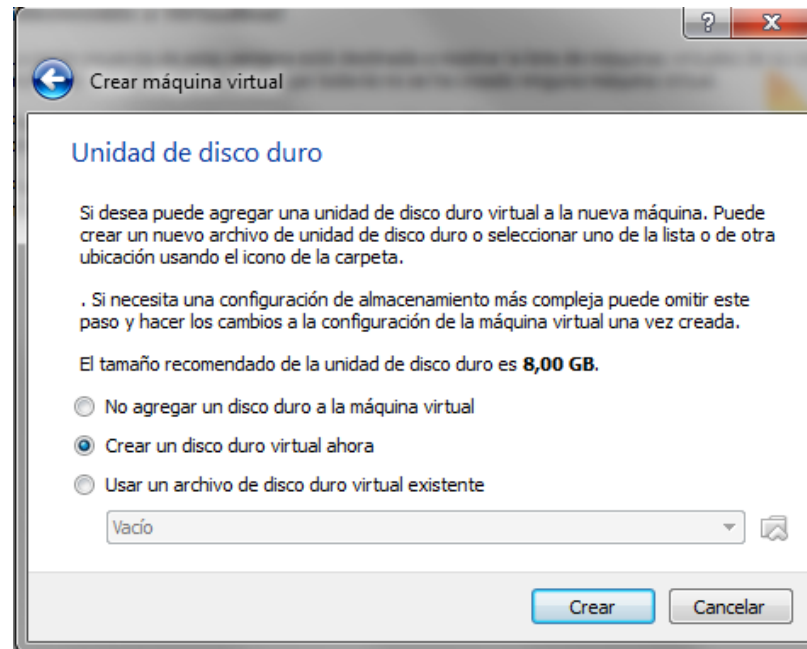 ?
X
Crear máquina virtual
Unidad de disco duro
Si desea puede agregar una unidad de disco duro virtual a la nueva máquina. Puede
crear un nuevo archivo de unidad de disco duro o seleccionar uno de la lista o de otra
ubicación usando el icono de la carpeta.
. Si necesita una configuración de almacenamiento más compleja puede omitir este
paso y hacer los cambios a la configuración de la máquina virtual una vez creada.
El tamaño recomendado de la unidad de disco duro es 8,00 GB.
No agregar un disco duro a la máquina virtual
Crear un disco duro virtual ahora
Usar un archivo de disco duro virtual existente
Vacío
Crear
Cancelar